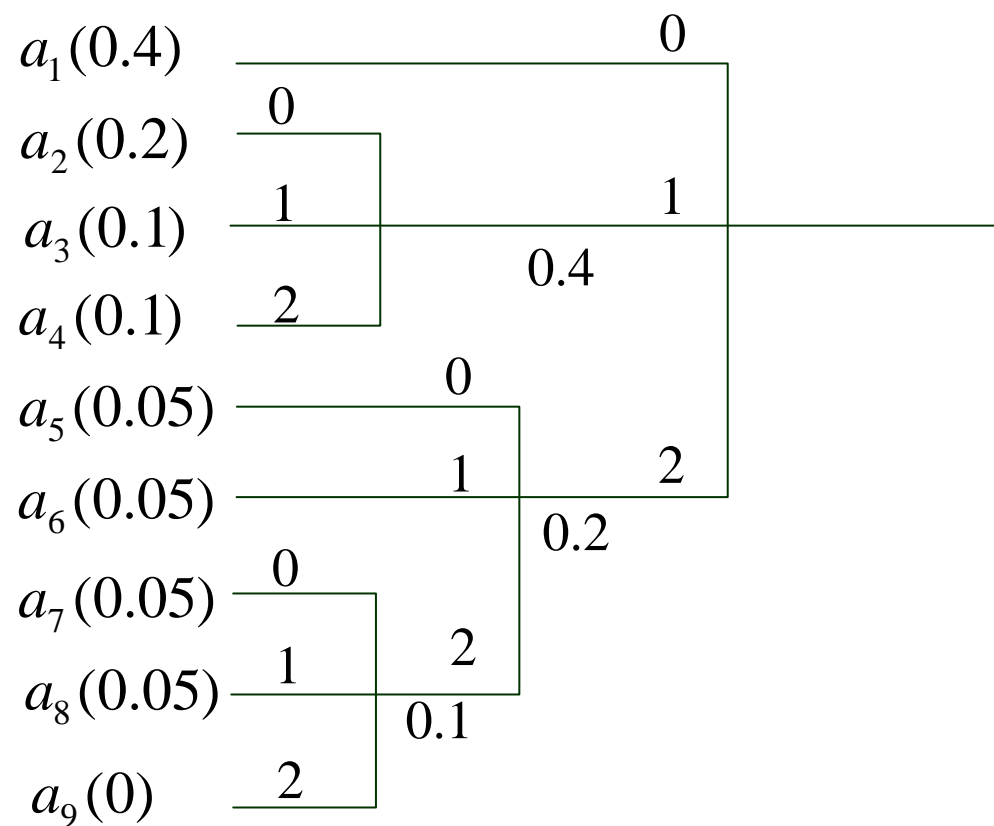 a₁(0.4) 0
0
a₂(0.2)
1 1
a₃(0.1)
0.4
a₄(0.1) 2
0
a₅(0.05)
1 2
a₆(0.05)
0.2
0
a₇(0.05)
2
1
a₈(0.05)
0.1
2
a₉(0)